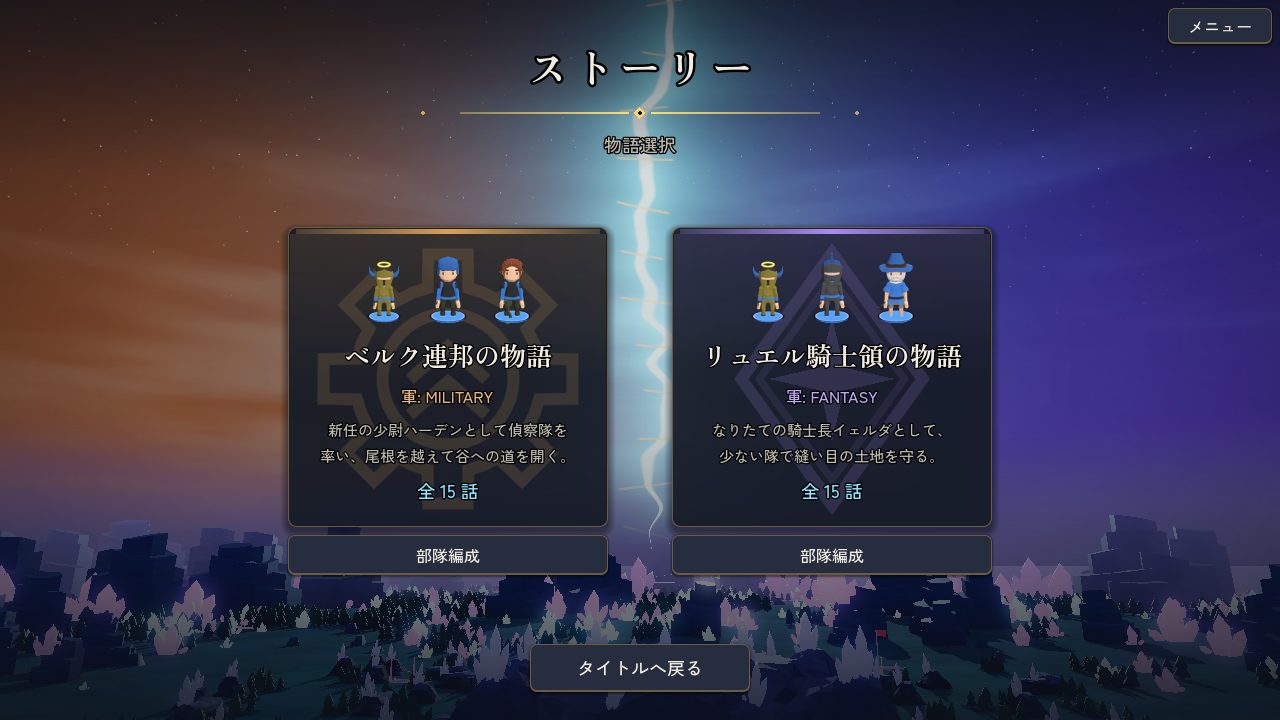 メニュー
ストーリー
物語選択
ベルク連邦の物語
軍: MILITARY
新任の少尉ハーデンとして偵察隊を
率い、尾根を越えて谷への道を開く。
全 15 話
部隊編成
リュエル騎士領の物語
軍: FANTASY
なりたての騎士長イェルダとして、
少ない隊で縫い目の土地を守る。
全 15 話
部隊編成
タイトルへ戻る